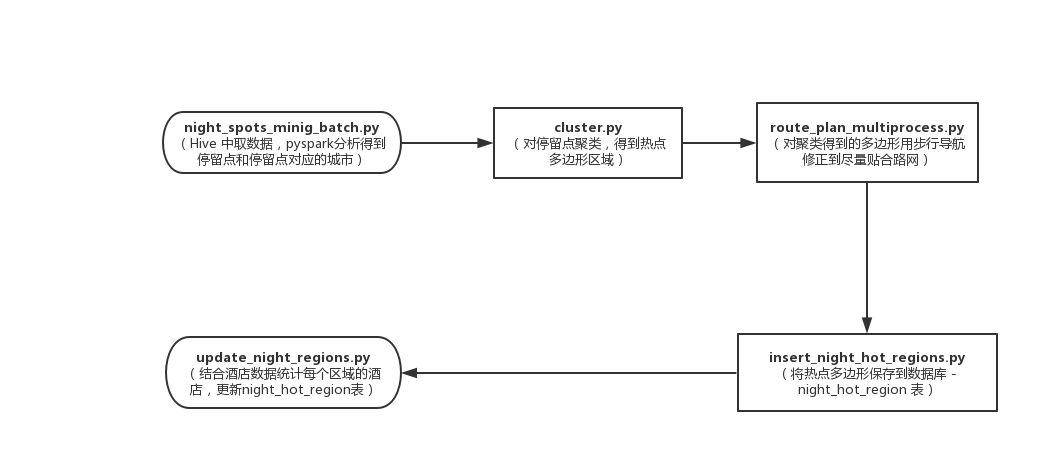 night_spots_minig_batch.py
（Hive 中取数据，pyspark分析得到
停留点和停留点对应的城市）
cluster.py
（对停留点聚类，得到热点
多边形区域）
route_plan_multiprocess.py
（对聚类得到的多边形用步行导航
修正到尽量贴合路网）
update_night_regions.py
（结合酒店数据统计每个区域的酒
店，更新night_hot_region表）
insert_night_hot_regions.py
（将热点多边形保存到数据库 -
night_hot_region 表）